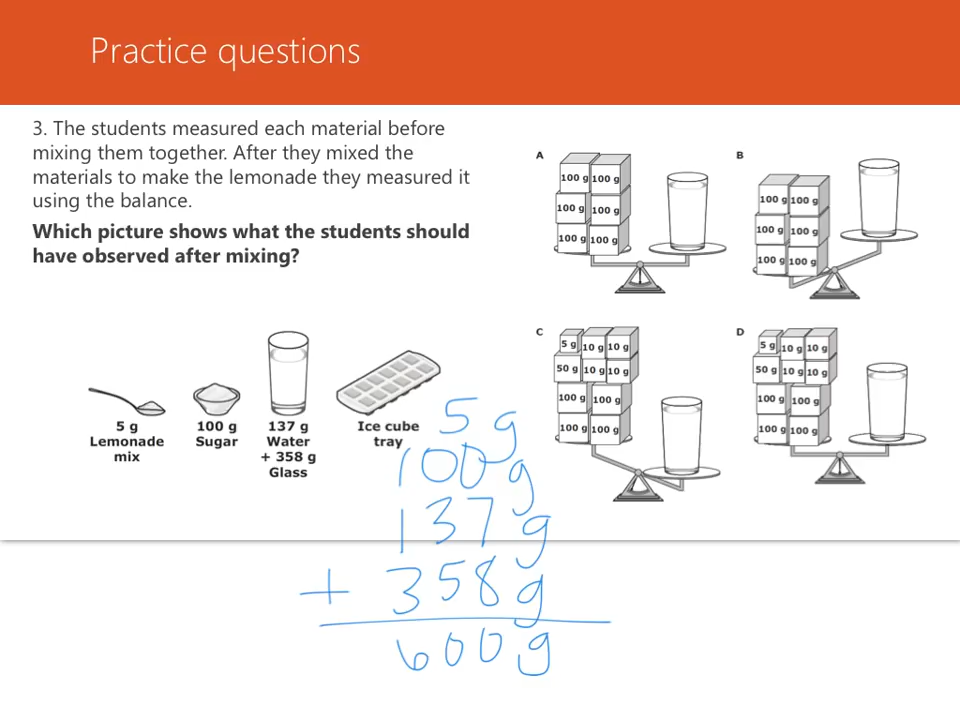 Practice questions
3. The students measured each material before
mixing them together. After they mixed the
materials to make the lemonade they measured it
using the balance.
Which picture shows what the students should
have observed after mixing?
5 g
Lemonade
mix
100 g
Sugar
137 g
Water
+ 358 g
Glass
Ice cube
tray
A
100 g 100 g
100 g 100 g
100 g 100 g
B
100 g 100 g
100 g 100 g
100 g 100 g
C
5 g 10 g 10 g
50 g 10 g 10 g
100 g 100 g
100 g 100 g
D
5 g 10 g 10 g
50 g 10 g 10 g
100 g 100 g
100 g 100 g
5 g
100 g
137 g
+ 358 g
600 g